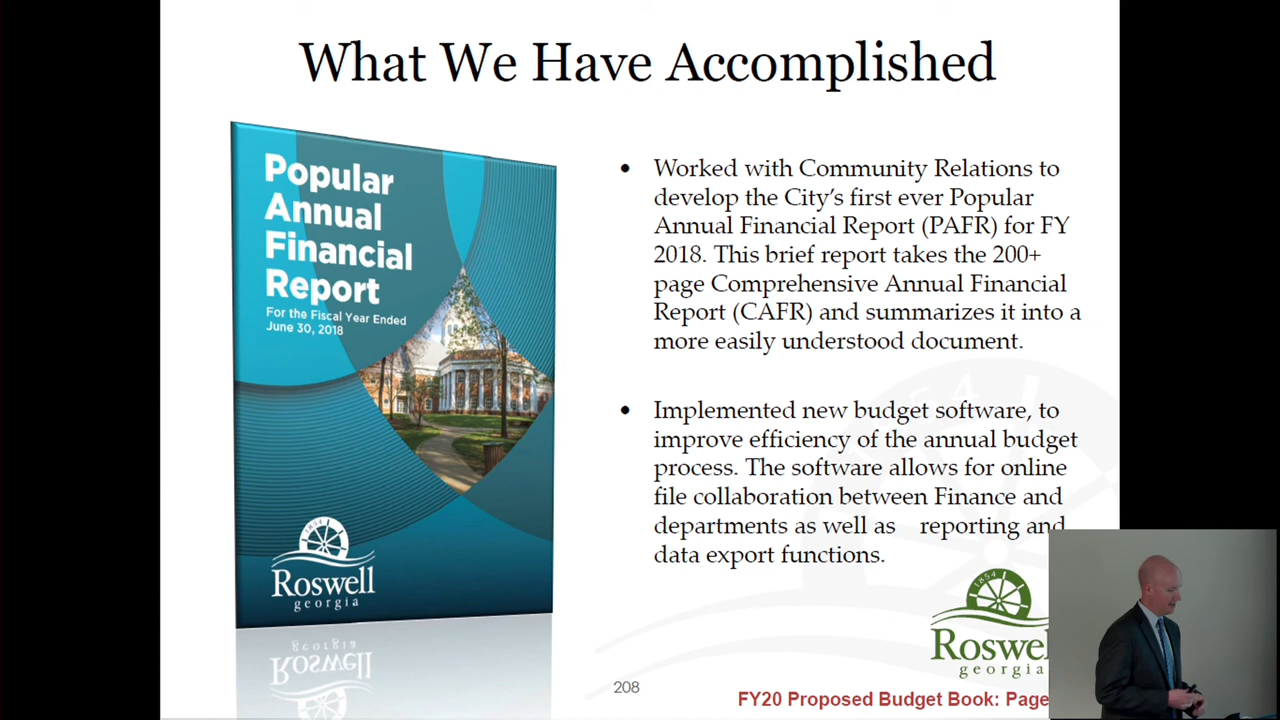 What We Have Accomplished
Popular
Annual
Financial
Report
For the Fiscal Year Ended
June 30, 2018
1854
Roswell
georgia
• Worked with Community Relations to
develop the City's first ever Popular
Annual Financial Report (PAFR) for FY
2018. This brief report takes the 200+
page Comprehensive Annual Financial
Report (CAFR) and summarizes it into a
more easily understood document.
• Implemented new budget software, to
improve efficiency of the annual budget
process. The software allows for online
file collaboration between Finance and
departments as well as reporting and
data export functions.
1854
Roswell
georgia
208
FY20 Proposed Budget Book: Page